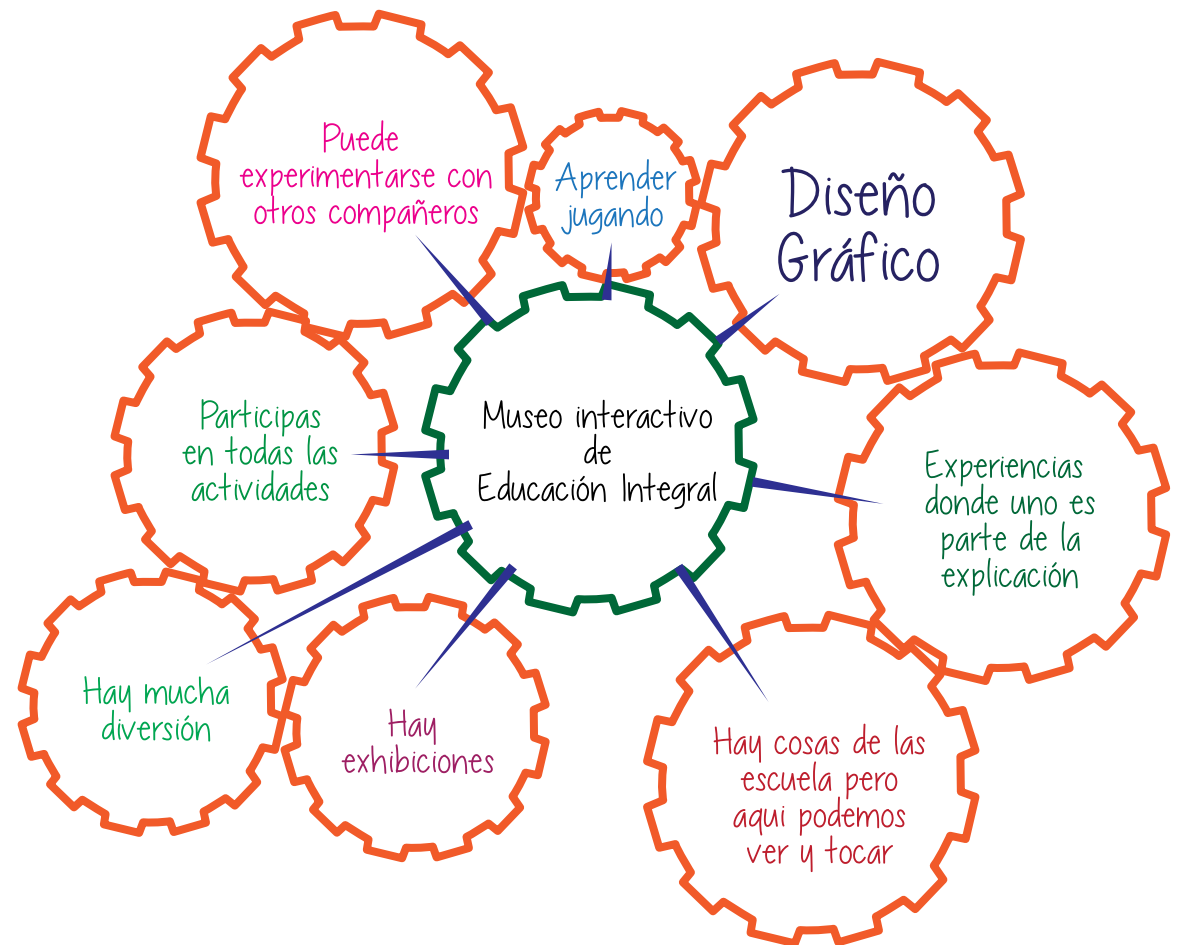 Puede
experimentarse con
otros compañeros
Aprender
jugando
Diseño
Gráfico
Participas
en todas las
actividades
Museo interactivo
de
Educación Integral
Experiencias
donde uno es
parte de la
explicación
Hay mucha
diversión
Hay
exhibiciones
Hay cosas de las
escuela pero
aqui podemos
ver y tocar